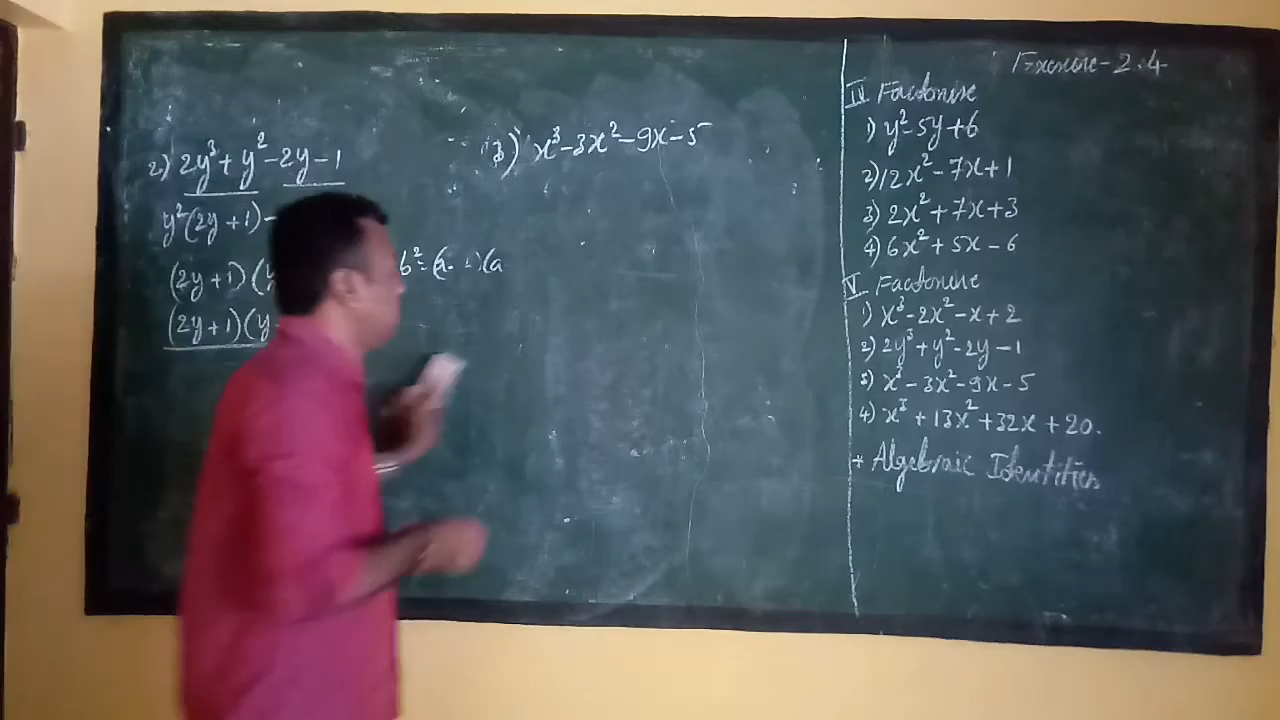 2) 2y³ + y² - 2y - 1
y²(2y + 1) -
(2y + 1)(y
(2y + 1)(y
b² = (a- )(a
3) x³ - 3x² - 9x - 5
Exercise - 2.4
IV Factorise
1) y² - 5y + 6
2) 12x² - 7x + 1
3) 2x² + 7x + 3
4) 6x² + 5x - 6
V Factorise
1) x³ - 2x² - x + 2
2) 2y³ + y² - 2y - 1
3) x³ - 3x² - 9x - 5
4) x³ + 13x² + 32x + 20.
* Algebraic Identities